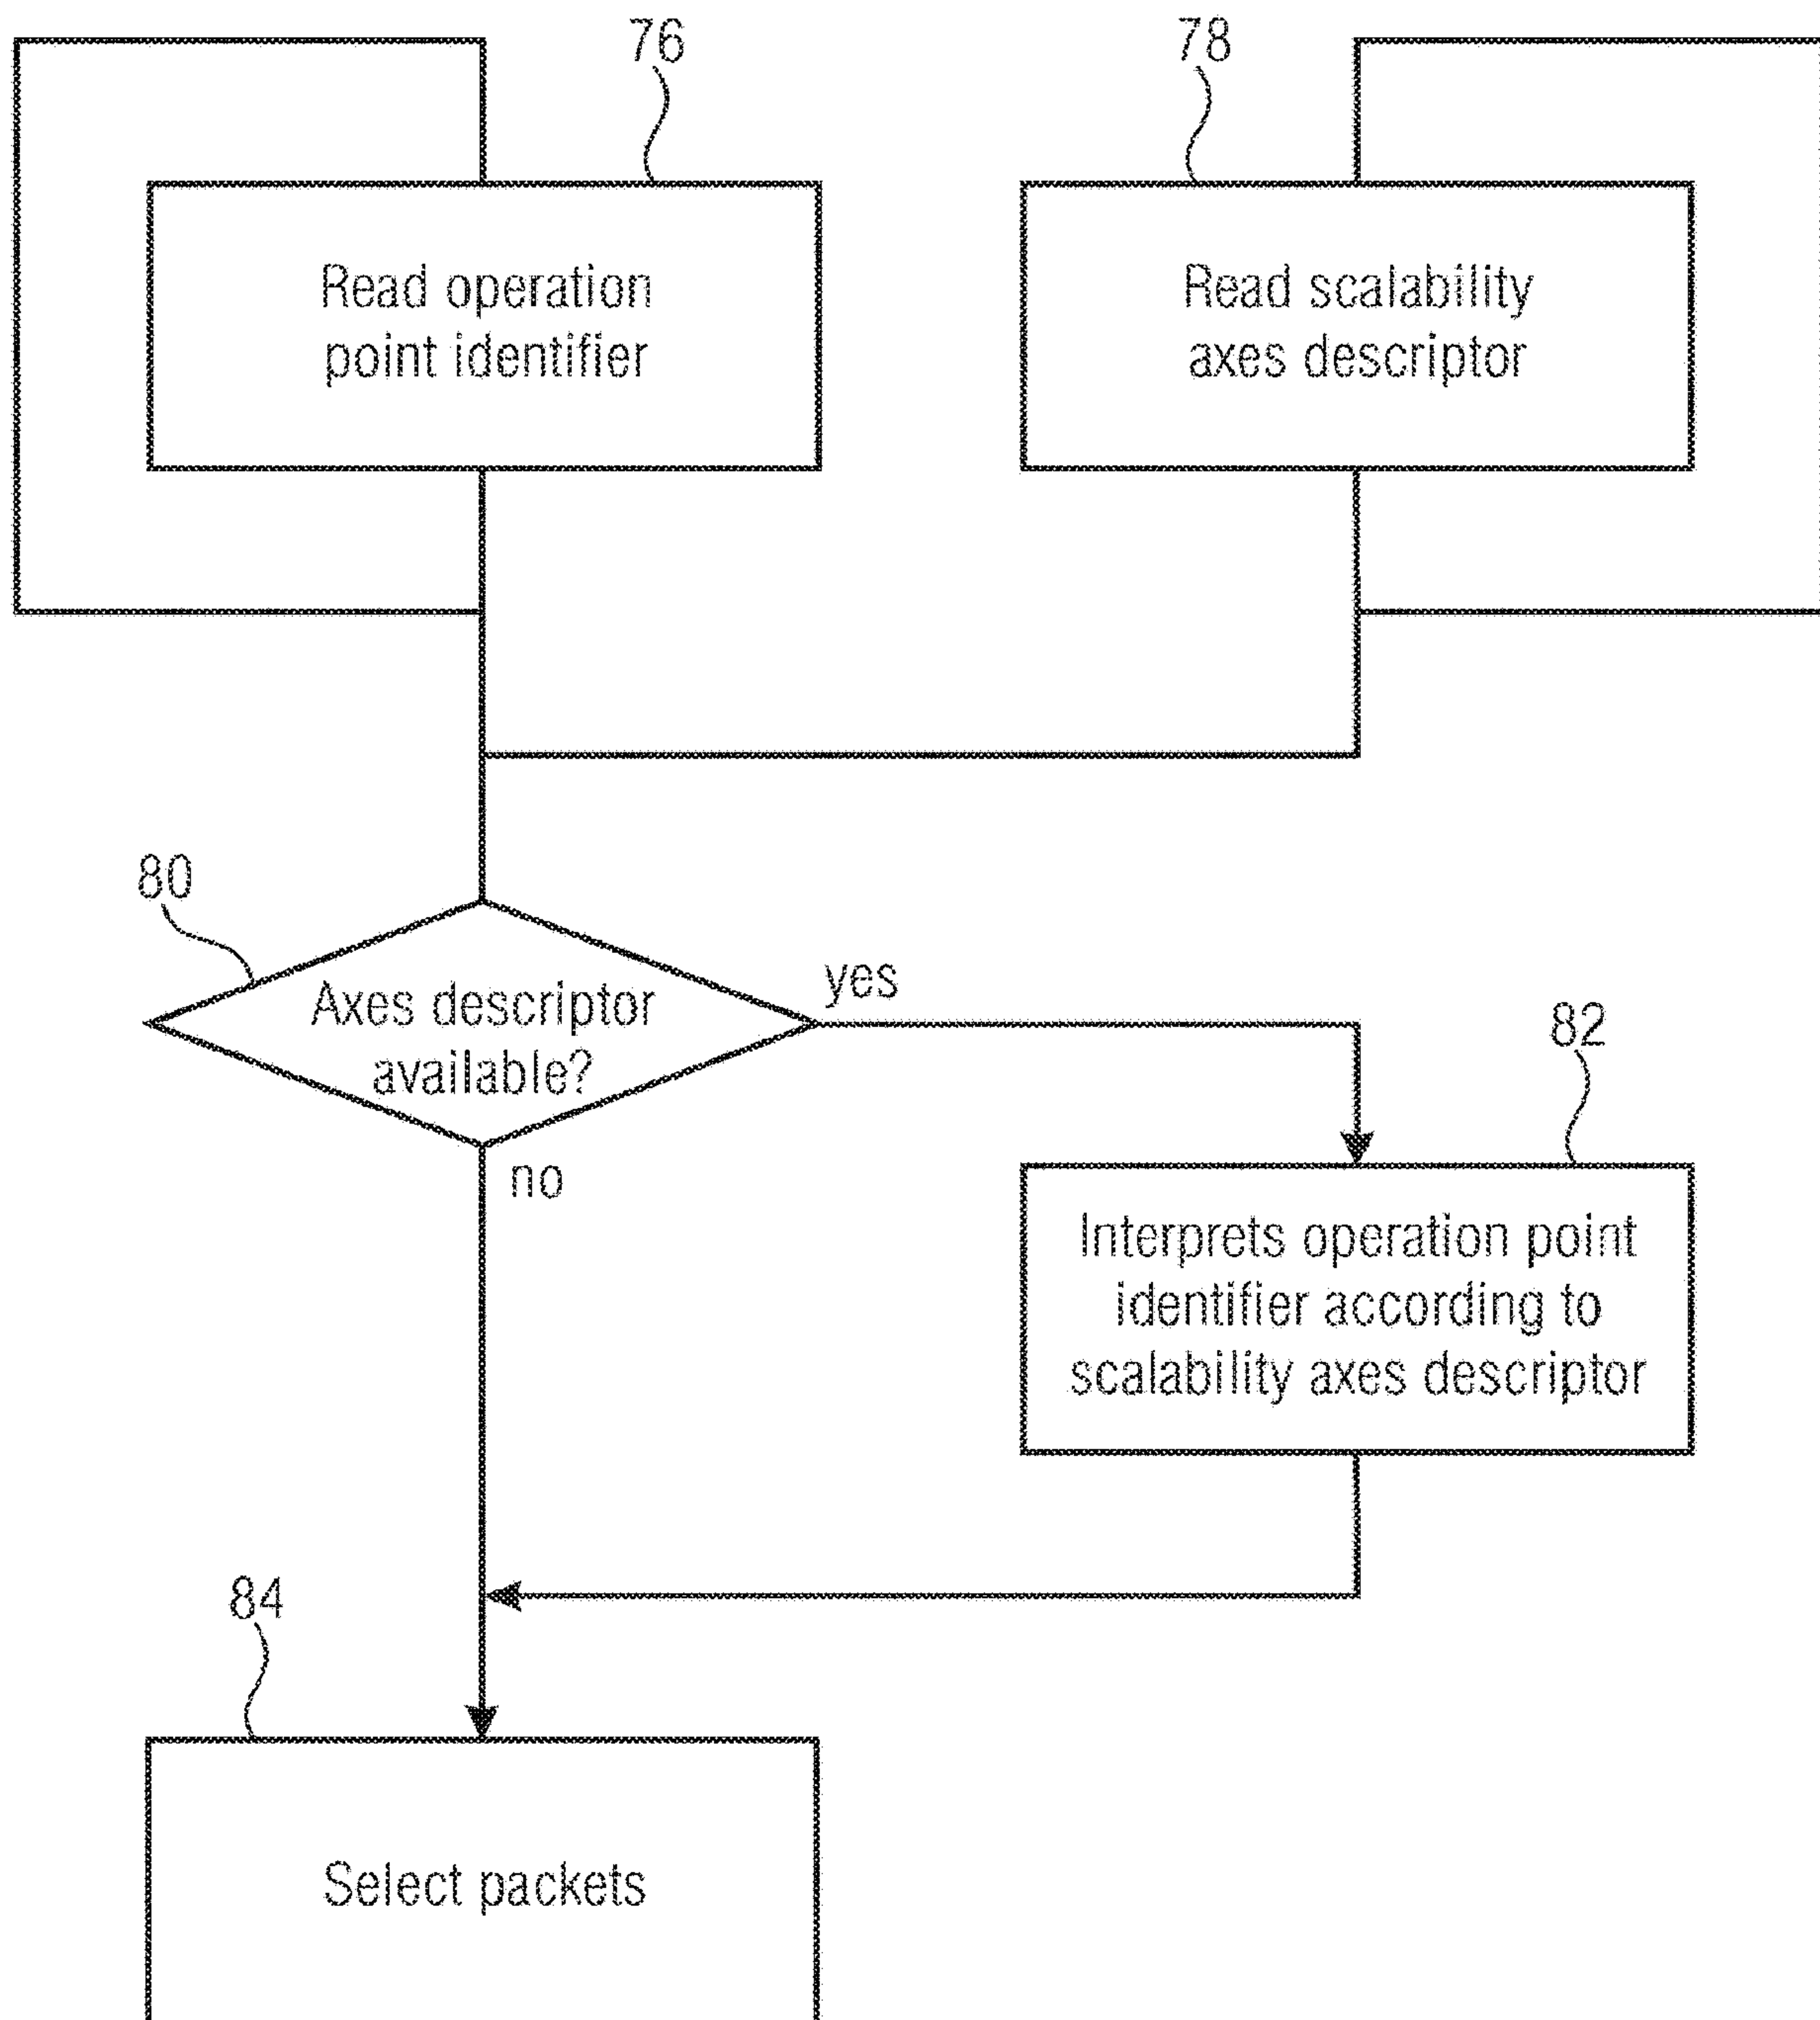 76
78
Read operation
point identifier
Read scalability
axes descriptor
80
Axes descriptor
available?
yes
no
82
Interprets operation point
identifier according to
scalability axes descriptor
84
Select packets